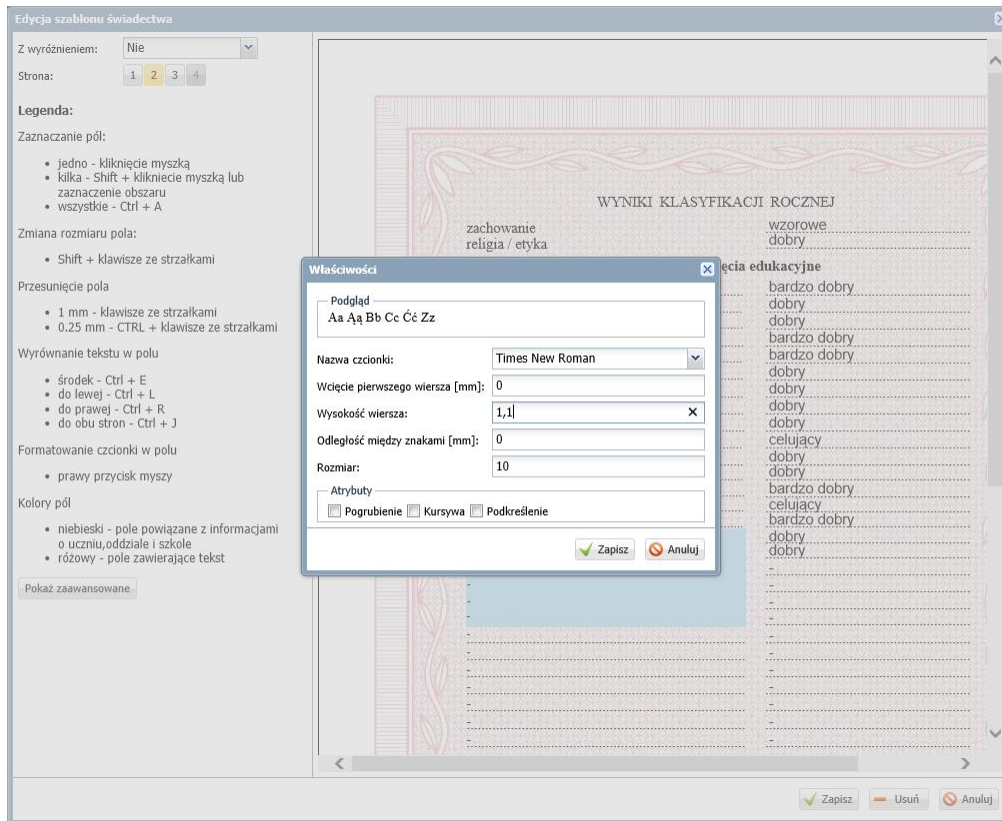 Edycja szablonu świadectwa
Z wyróżnieniem: Nie
Strona: 1 2 3 4
Legenda:
Zaznaczanie pól:
• jedno - kliknięcie myszką
• kilka - Shift + klikniecie myszką lub
zaznaczenie obszaru
• wszystkie - Ctrl + A
Zmiana rozmiaru pola:
• Shift + klawisze ze strzałkami
Przesunięcie pola
• 1 mm - klawisze ze strzałkami
• 0.25 mm - CTRL + klawisze ze strzałkami
Wyrównanie tekstu w polu
• środek - Ctrl + E
• do lewej - Ctrl + L
• do prawej - Ctrl + R
• do obu stron - Ctrl + J
Formatowanie czcionki w polu
• prawy przycisk myszy
Kolory pól
• niebieski - pole powiązane z informacjami
o uczniu,oddziale i szkole
• różowy - pole zawierające tekst
Pokaż zaawansowane
WYNIKI KLASYFIKACJI ROCZNEJ
zachowanie wzorowe
religia / etyka dobry
ęcia edukacyjne
bardzo dobry
dobry
dobry
bardzo dobry
bardzo dobry
dobry
dobry
dobry
dobry
celujący
dobry
dobry
bardzo dobry
celujący
bardzo dobry
dobry
dobry
Właściwości
Podgląd
Aa Ąą Bb Cc Ćć Zz
Nazwa czcionki: Times New Roman
Wcięcie pierwszego wiersza [mm]: 0
Wysokość wiersza: 1,1
Odległość między znakami [mm]: 0
Rozmiar: 10
Atrybuty
Pogrubienie Kursywa Podkreślenie
Zapisz Anuluj
Zapisz Usuń Anuluj